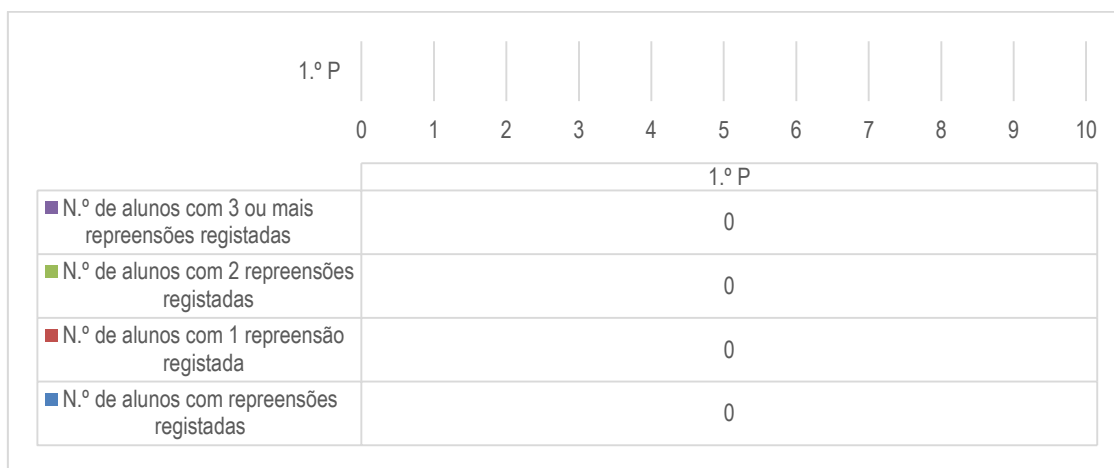 1.º P
0 1 2 3 4 5 6 7 8 9 10
1.º P
N.º de alunos com 3 ou mais
repreensões registadas
0
N.º de alunos com 2 repreensões
registadas
0
N.º de alunos com 1 repreensão
registada
0
N.º de alunos com repreensões
registadas
0